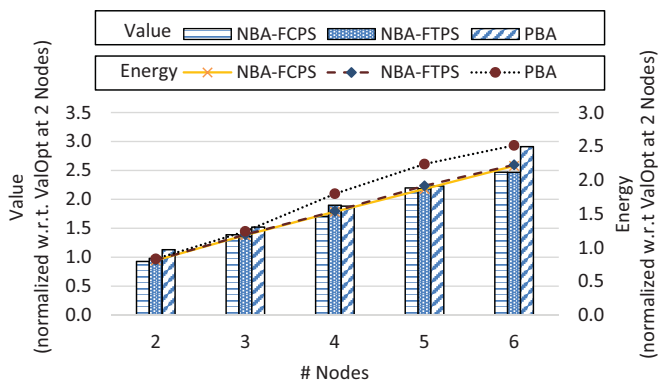 Value NBA-FCPS NBA-FTPS PBA
Energy NBA-FCPS NBA-FTPS PBA
Value
(normalized w.r.t. ValOpt at 2 Nodes)
3.5
3.0
2.5
2.0
1.5
1.0
0.5
0.0
3.0
2.5
2.0
1.5
1.0
0.5
0.0
Energy
(normalized w.r.t ValOpt at 2 Nodes)
2 3 4 5 6
# Nodes